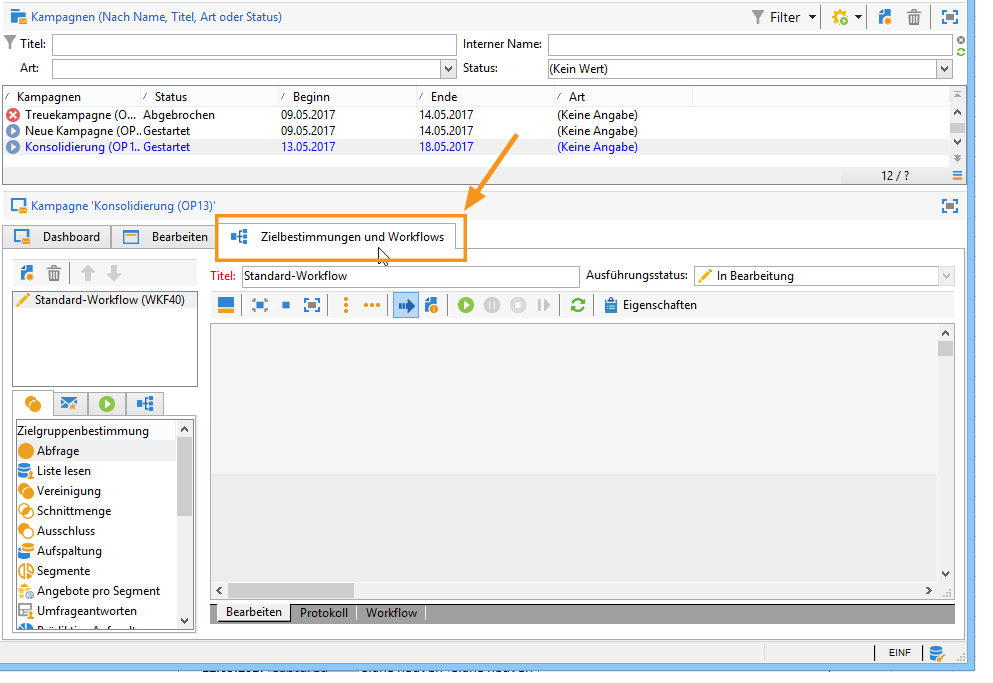 Kampagnen (Nach Name, Titel, Art oder Status)
Filter
Titel:
Interner Name:
Art:
Status:
(Kein Wert)
Kampagnen Status Beginn Ende Art
Treuekampagne (O... Abgebrochen 09.05.2017 14.05.2017 (Keine Angabe)
Neue Kampagne (OP... Gestartet 09.05.2017 14.05.2017 (Keine Angabe)
Konsolidierung (OP1... Gestartet 13.05.2017 18.05.2017 (Keine Angabe)
12 / ?
Kampagne 'Konsolidierung (OP13)'
Dashboard Bearbeiten Zielbestimmungen und Workflows
Titel: Standard-Workflow Ausführungsstatus: In Bearbeitung
Standard-Workflow (WKF40)
Eigenschaften
Zielgruppenbestimmung
Abfrage
Liste lesen
Vereinigung
Schnittmenge
Ausschluss
Aufspaltung
Segmente
Angebote pro Segment
Umfrageantworten
Bearbeiten Protokoll Workflow
EINF